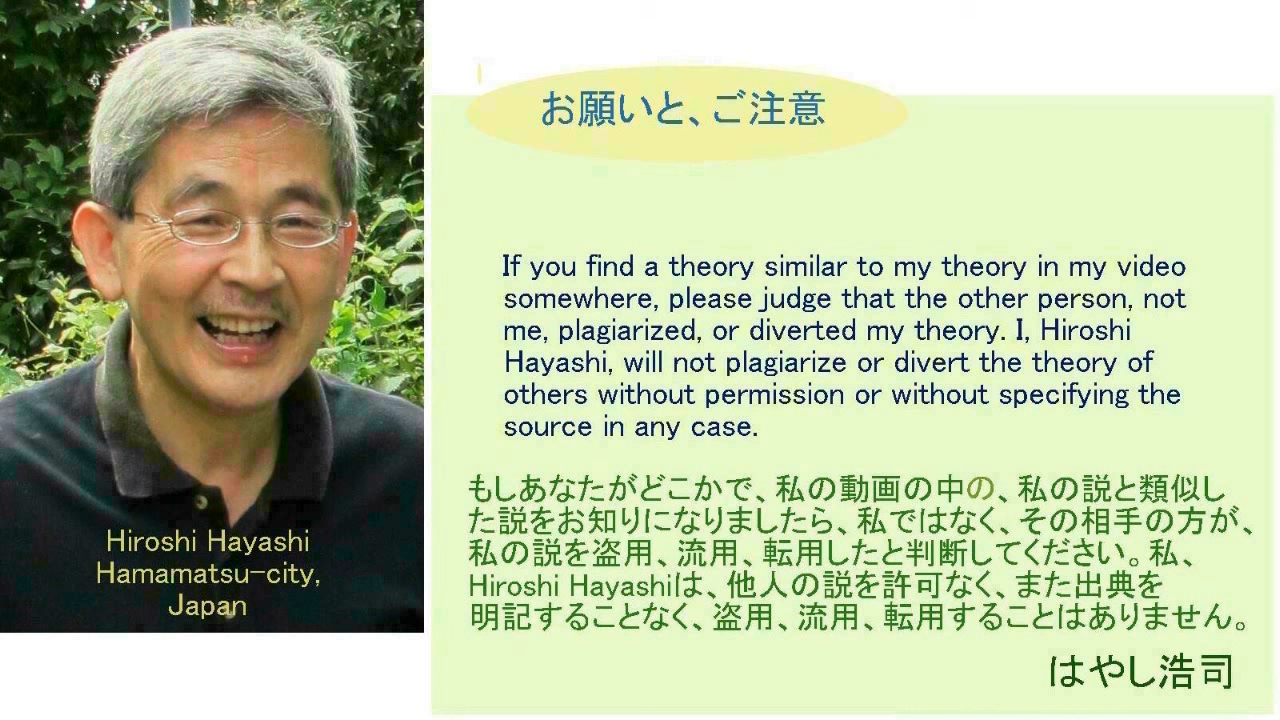 お願いと、ご注意
If you find a theory similar to my theory in my video
somewhere, please judge that the other person, not
me, plagiarized, or diverted my theory. I, Hiroshi
Hayashi, will not plagiarize or divert the theory of
others without permission or without specifying the
source in any case.
もしあなたがどこかで、私の動画の中の、私の説と類似し
た説をお知りになりましたら、私ではなく、その相手の方が、
私の説を盗用、流用、転用したと判断してください。私、
Hiroshi Hayashiは、他人の説を許可なく、また出典を
明記することなく、盗用、流用、転用することはありません。
はやし浩司
Hiroshi Hayashi
Hamamatsu-city,
Japan